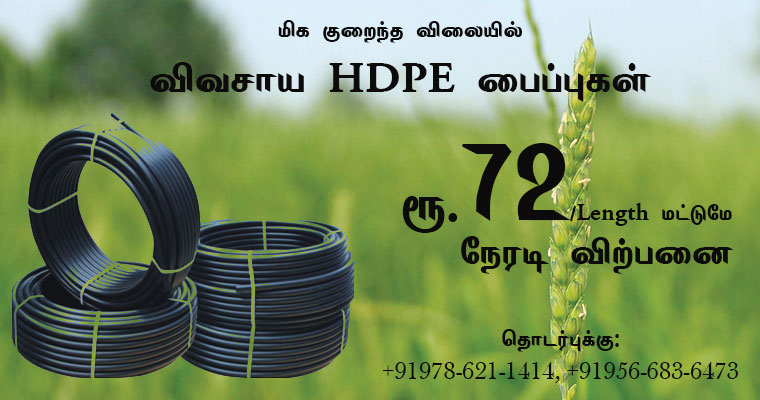 மிக குறைந்த விலையில்
விவசாய HDPE பைப்புகள்
ரூ.72/Length மட்டுமே
நேரடி விற்பனை
தொடர்புக்கு:
+91978-621-1414, +91956-683-6473